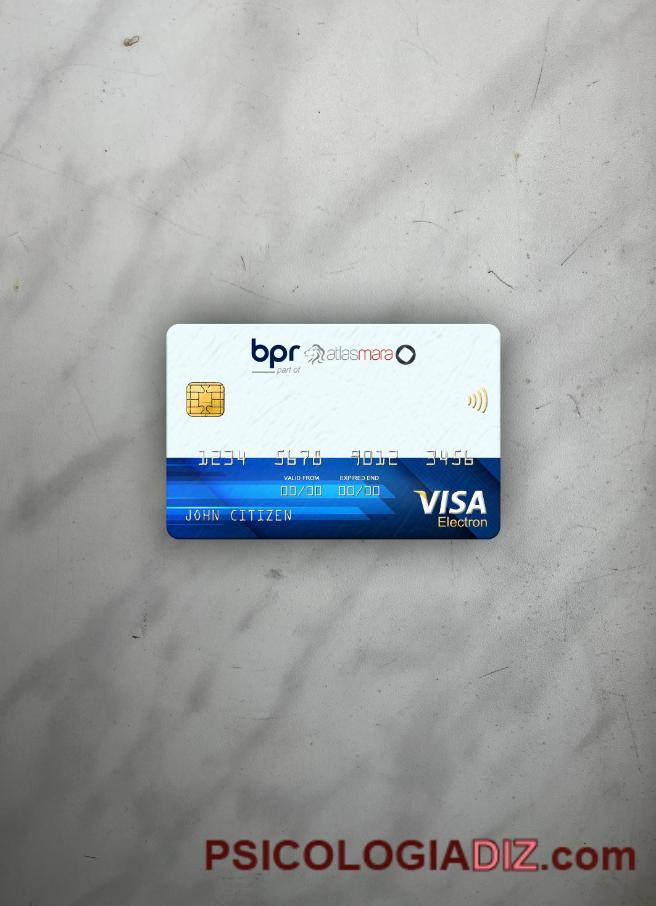 bpr atlasmara
part of
1234 5678 9012 3456
VALID FROM EXPIRED END
00/00 00/00
JOHN CITIZEN
VISA
Electron
PSICOLOGIADIZ.com